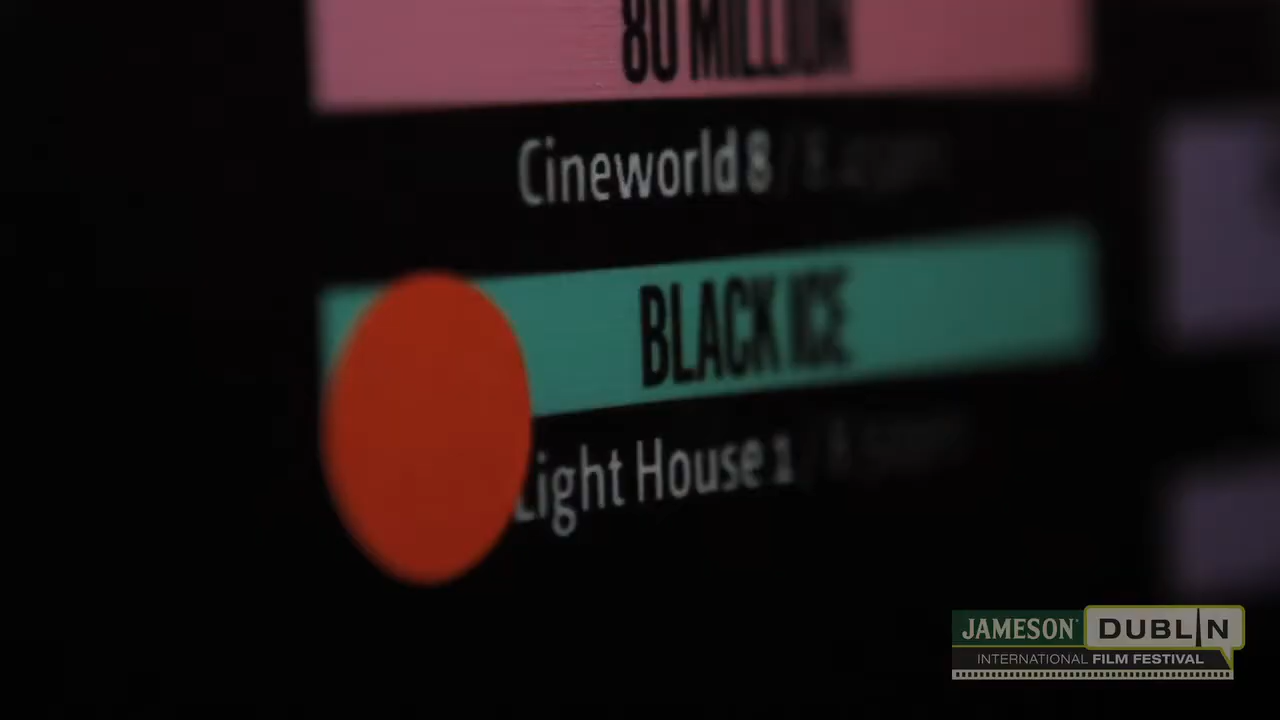 80 MILLION
Cineworld 8 /
BLACK ICE
Light House 1 /
JAMESON DUBLIN
INTERNATIONAL FILM FESTIVAL